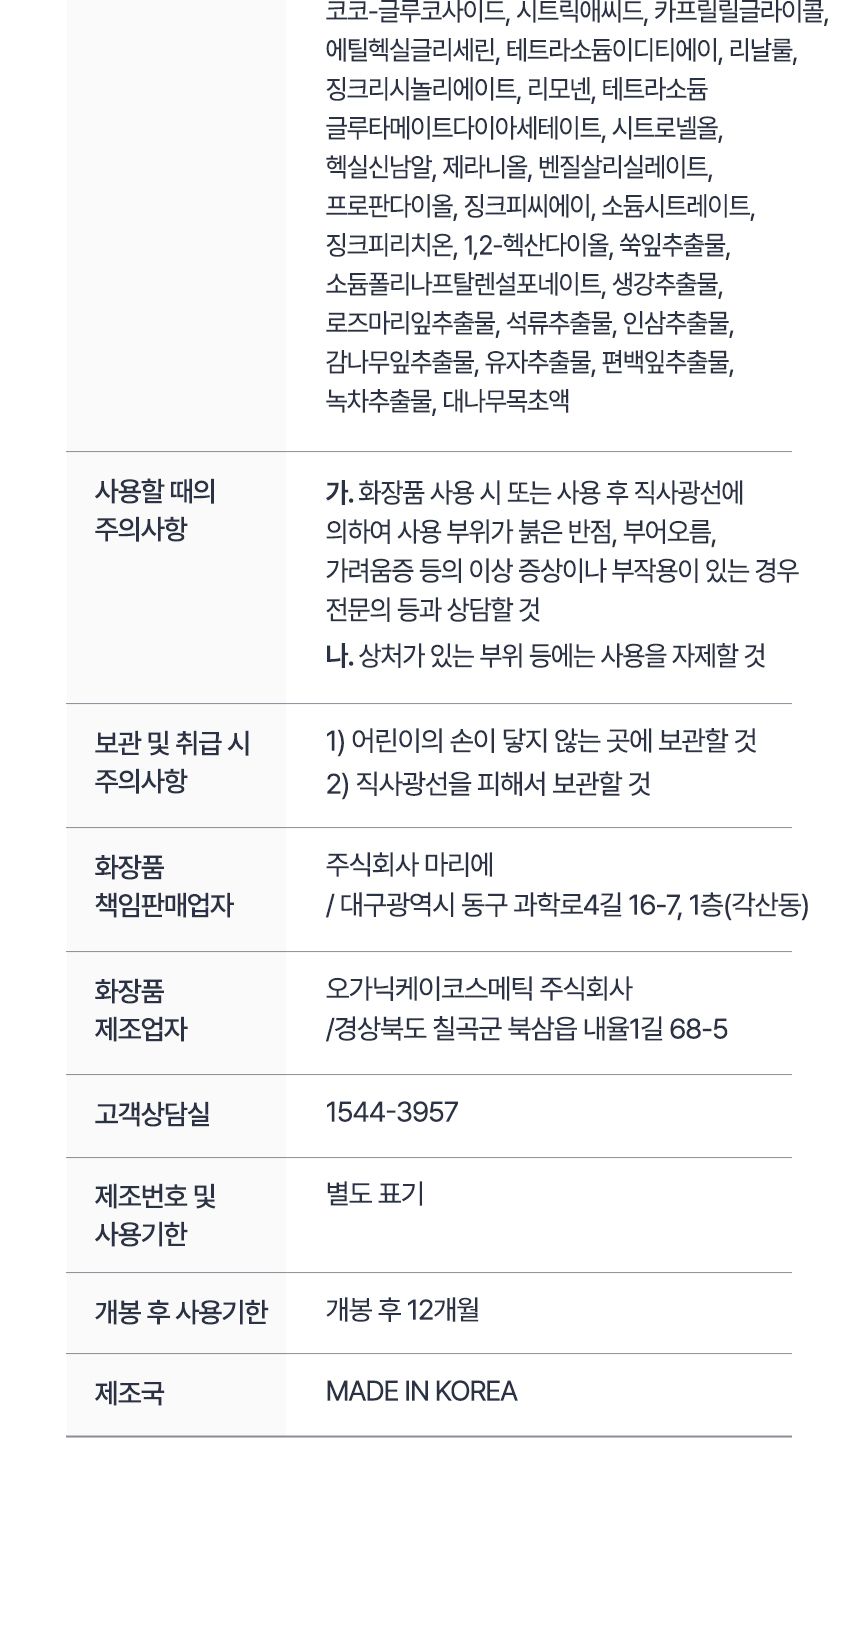 코코-글루코사이드, 시트릭애씨드, 카프릴릴글라이콜,
에틸헥실글리세린, 테트라소듐이디티에이, 리날룰,
징크리시놀리에이트, 리모넨, 테트라소듐
글루타메이트다이아세테이트, 시트로넬올,
헥실신남알, 제라니올, 벤질살리실레이트,
프로판다이올, 징크피씨에이, 소듐시트레이트,
징크피리치온, 1,2-헥산다이올, 쑥잎추출물,
소듐폴리나프탈렌설포네이트, 생강추출물,
로즈마리잎추출물, 석류추출물, 인삼추출물,
감나무잎추출물, 유자추출물, 편백잎추출물,
녹차추출물, 대나무목초액
사용할 때의
주의사항
가. 화장품 사용 시 또는 사용 후 직사광선에
의하여 사용 부위가 붉은 반점, 부어오름,
가려움증 등의 이상 증상이나 부작용이 있는 경우
전문의 등과 상담할 것
나. 상처가 있는 부위 등에는 사용을 자제할 것
보관 및 취급 시
주의사항
1) 어린이의 손이 닿지 않는 곳에 보관할 것
2) 직사광선을 피해서 보관할 것
화장품
책임판매업자
주식회사 마리에
/ 대구광역시 동구 과학로4길 16-7, 1층(각산동)
화장품
제조업자
오가닉케이코스메틱 주식회사
/경상북도 칠곡군 북삼읍 내율1길 68-5
고객상담실
1544-3957
제조번호 및
사용기한
별도 표기
개봉 후 사용기한
개봉 후 12개월
제조국
MADE IN KOREA